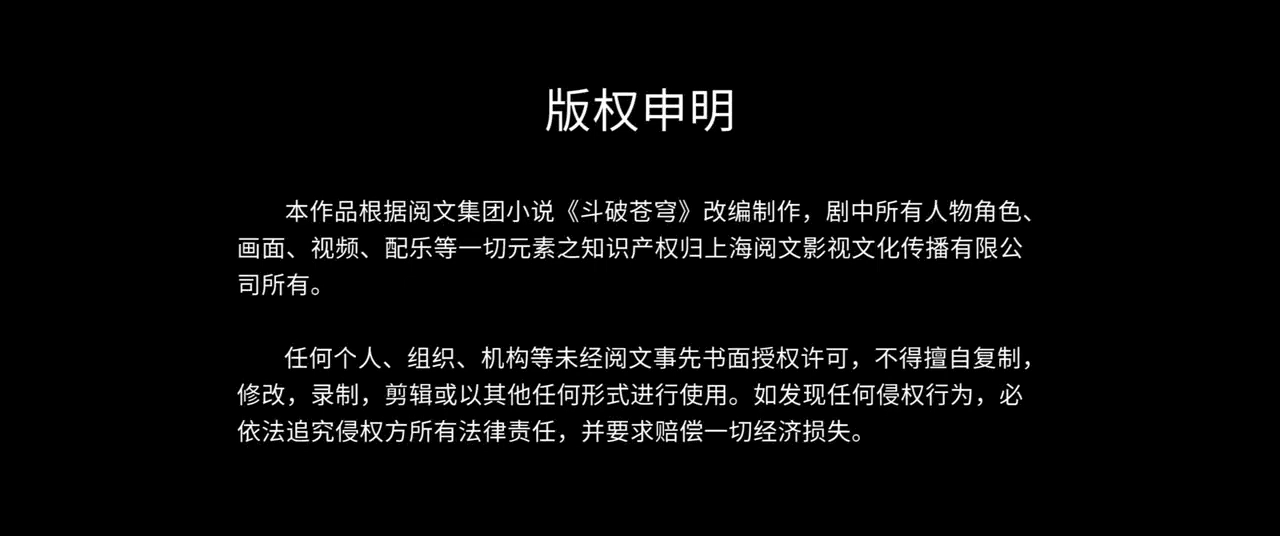 版权申明
本作品根据阅文集团小说《斗破苍穹》改编制作，剧中所有人物角色、
画面、视频、配乐等一切元素之知识产权归上海阅文影视文化传播有限公
司所有。
任何个人、组织、机构等未经阅文事先书面授权许可，不得擅自复制，
修改，录制，剪辑或以其他任何形式进行使用。如发现任何侵权行为，必
依法追究侵权方所有法律责任，并要求赔偿一切经济损失。